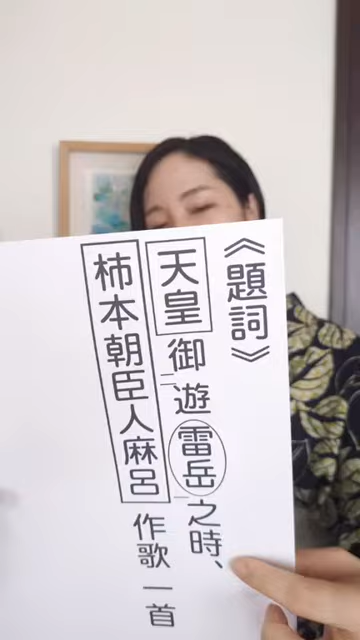 《題詞》
天皇御遊雷岳之時、
柿本朝臣人麻呂作歌一首